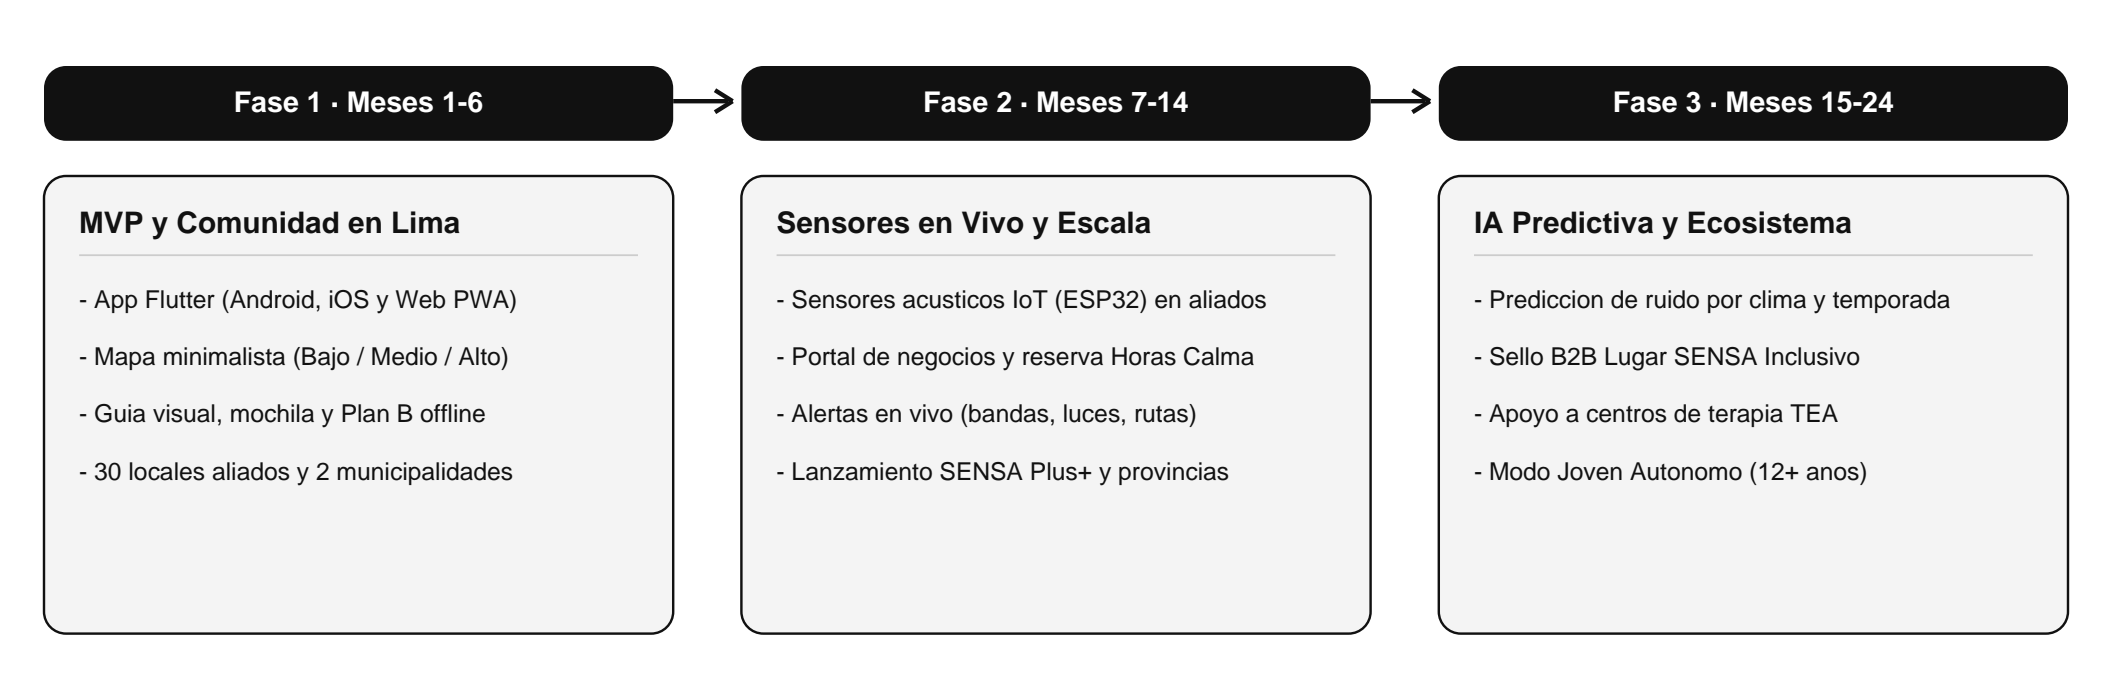 Fase 1 · Meses 1-6
MVP y Comunidad en Lima
- App Flutter (Android, iOS y Web PWA)
- Mapa minimalista (Bajo / Medio / Alto)
- Guia visual, mochila y Plan B offline
- 30 locales aliados y 2 municipalidades
Fase 2 · Meses 7-14
Sensores en Vivo y Escala
- Sensores acusticos IoT (ESP32) en aliados
- Portal de negocios y reserva Horas Calma
- Alertas en vivo (bandas, luces, rutas)
- Lanzamiento SENSA Plus+ y provincias
Fase 3 · Meses 15-24
IA Predictiva y Ecosistema
- Prediccion de ruido por clima y temporada
- Sello B2B Lugar SENSA Inclusivo
- Apoyo a centros de terapia TEA
- Modo Joven Autonomo (12+ anos)